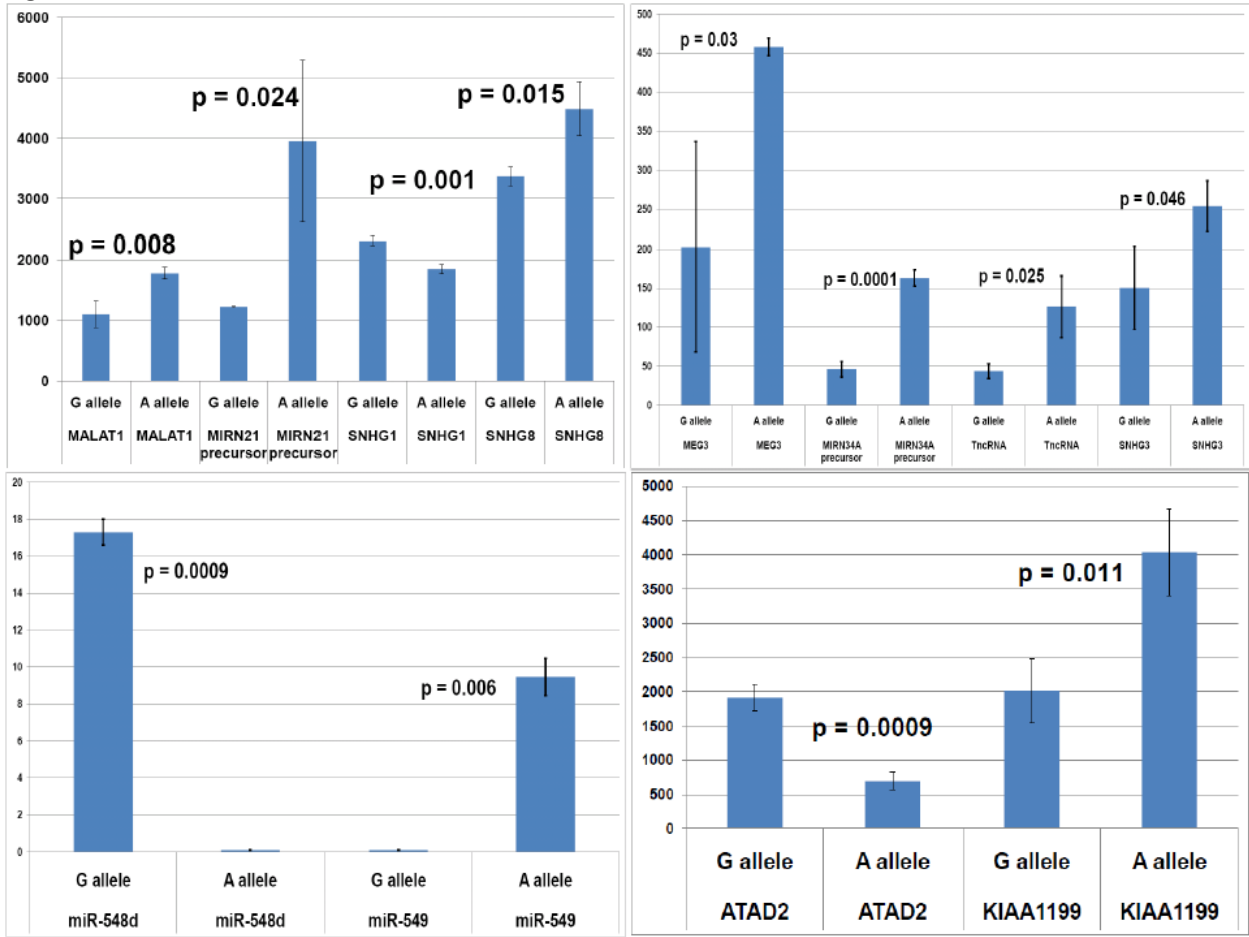 6000
5000
4000
3000
2000
1000
0
p = 0.008
p = 0.024
p = 0.001
p = 0.015
G allele A allele G allele A allele G allele A allele G allele A allele
MALAT1 MALAT1 MIRN21 MIRN21 SNHG1 SNHG1 SNHG8 SNHG8
precursor precursor
500
450
400
350
300
250
200
150
100
50
0
p = 0.03
p = 0.0001
p = 0.025
p = 0.046
G allele A allele G allele A allele G allele A allele G allele A allele
MEG3 MEG3 MIRN34A MIRN34A TncRNA TncRNA SNHG3 SNHG3
precursor precursor
20
18
16
14
12
10
8
6
4
2
0
p = 0.0009
p = 0.006
G allele A allele G allele A allele
miR-548d miR-548d miR-549 miR-549
5000
4500
4000
3500
3000
2500
2000
1500
1000
500
0
p = 0.0009
p = 0.011
G allele A allele G allele A allele
ATAD2 ATAD2 KIAA1199 KIAA1199